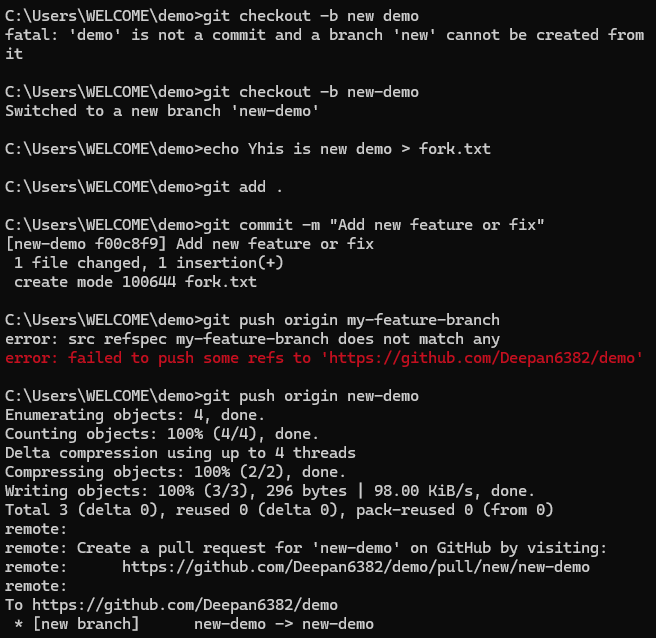 C:\Users\WELCOME\demo>git checkout -b new demo
fatal: 'demo' is not a commit and a branch 'new' cannot be created from
it
C:\Users\WELCOME\demo>git checkout -b new-demo
Switched to a new branch 'new-demo'
C:\Users\WELCOME\demo>echo Yhis is new demo > fork.txt
C:\Users\WELCOME\demo>git add .
C:\Users\WELCOME\demo>git commit -m "Add new feature or fix"
[new-demo f00c8f9] Add new feature or fix
 1 file changed, 1 insertion(+)
 create mode 100644 fork.txt
C:\Users\WELCOME\demo>git push origin my-feature-branch
error: src refspec my-feature-branch does not match any
error: failed to push some refs to 'https://github.com/Deepan6382/demo'
C:\Users\WELCOME\demo>git push origin new-demo
Enumerating objects: 4, done.
Counting objects: 100% (4/4), done.
Delta compression using up to 4 threads
Compressing objects: 100% (2/2), done.
Writing objects: 100% (3/3), 296 bytes | 98.00 KiB/s, done.
Total 3 (delta 0), reused 0 (delta 0), pack-reused 0 (from 0)
remote:
remote: Create a pull request for 'new-demo' on GitHub by visiting:
remote:      https://github.com/Deepan6382/demo/pull/new/new-demo
remote:
To https://github.com/Deepan6382/demo
 * [new branch]      new-demo -> new-demo